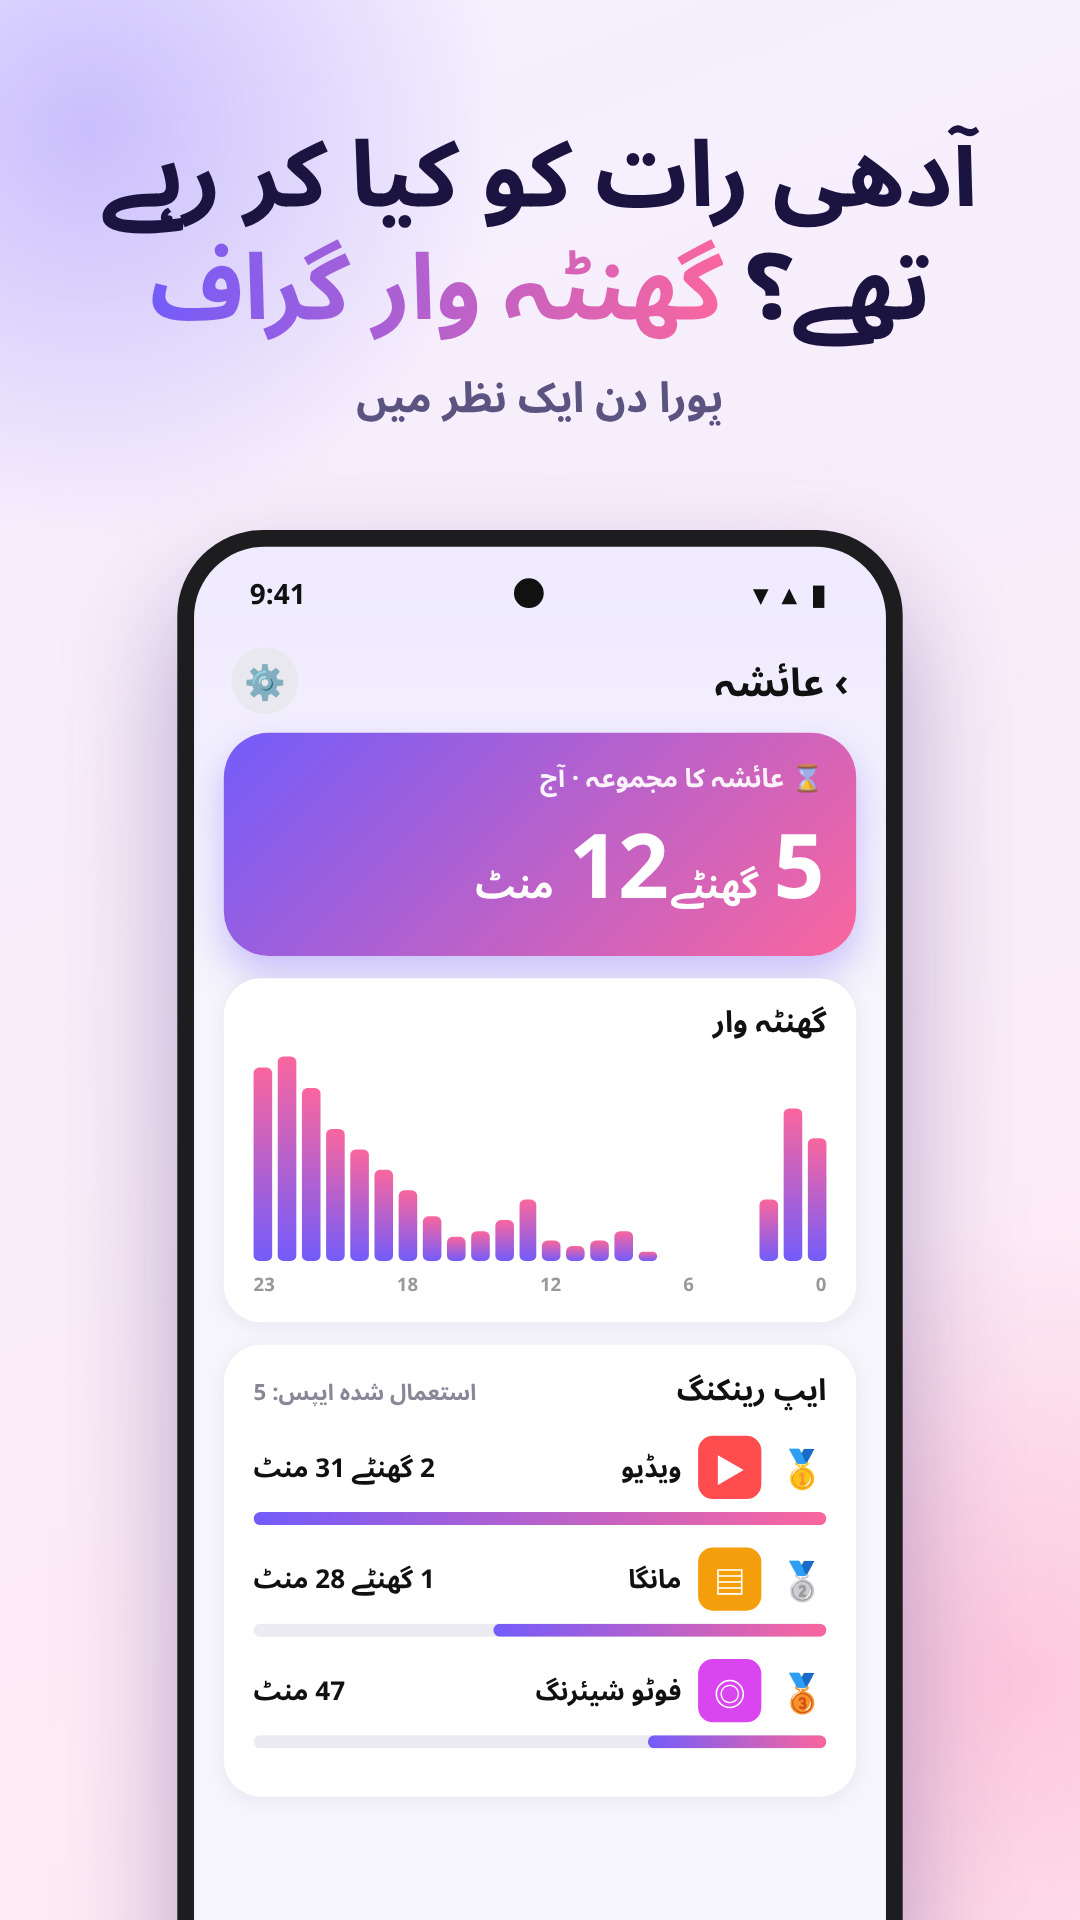 آدھی رات کو کیا کر رہے
تھے؟ گھنٹہ وار گراف
پورا دن ایک نظر میں
9:41
‹ عائشہ
⌛ عائشہ کا مجموعہ · آج
5 گھنٹے 12 منٹ
گھنٹہ وار
0 6 12 18 23
ایپ رینکنگ
استعمال شدہ ایپس: 5
🥇 ویڈیو 2 گھنٹے 31 منٹ
🥈 مانگا 1 گھنٹے 28 منٹ
🥉 فوٹو شیئرنگ 47 منٹ